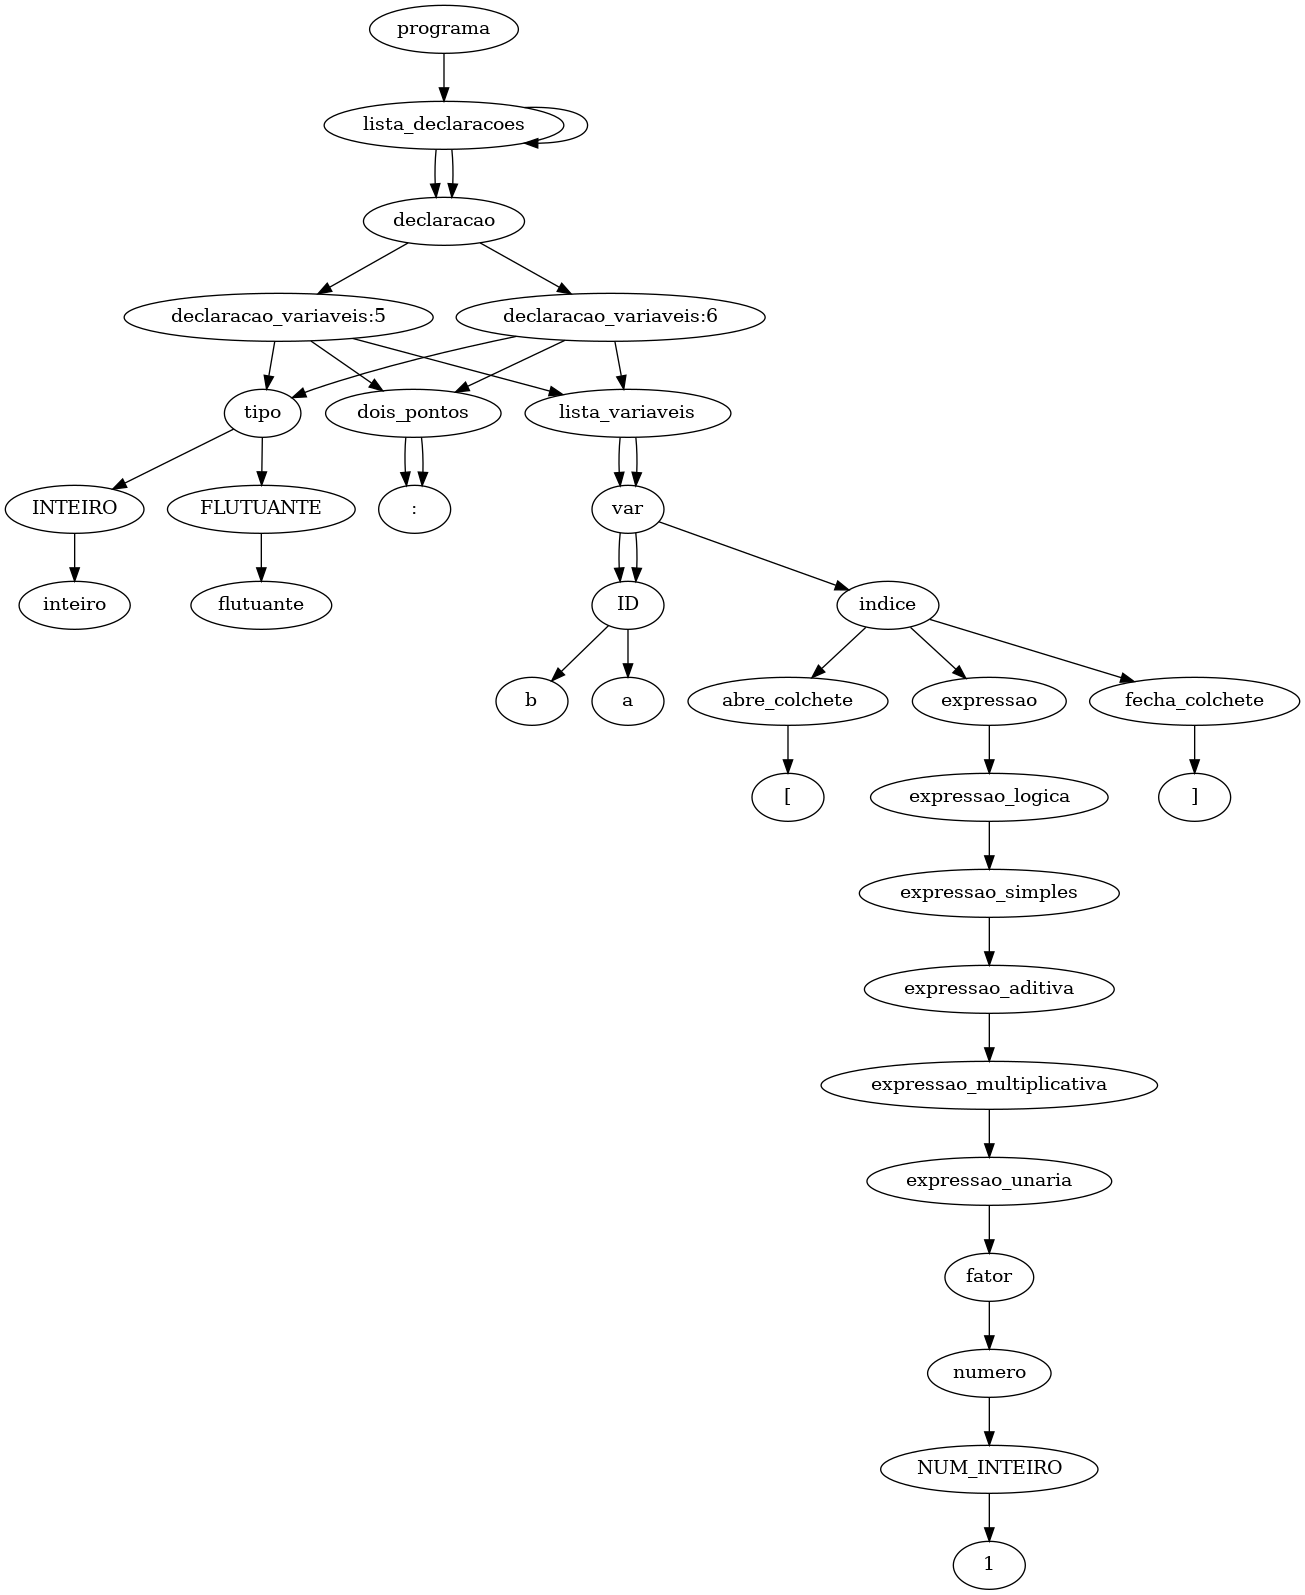 programa
lista_declaracoes
declaracao
declaracao_variaveis:5
declaracao_variaveis:6
tipo
dois_pontos
lista_variaveis
INTEIRO
FLUTUANTE
:
var
inteiro
flutuante
ID
indice
b
a
abre_colchete
expressao
fecha_colchete
[
expressao_logica
]
expressao_simples
expressao_aditiva
expressao_multiplicativa
expressao_unaria
fator
numero
NUM_INTEIRO
1